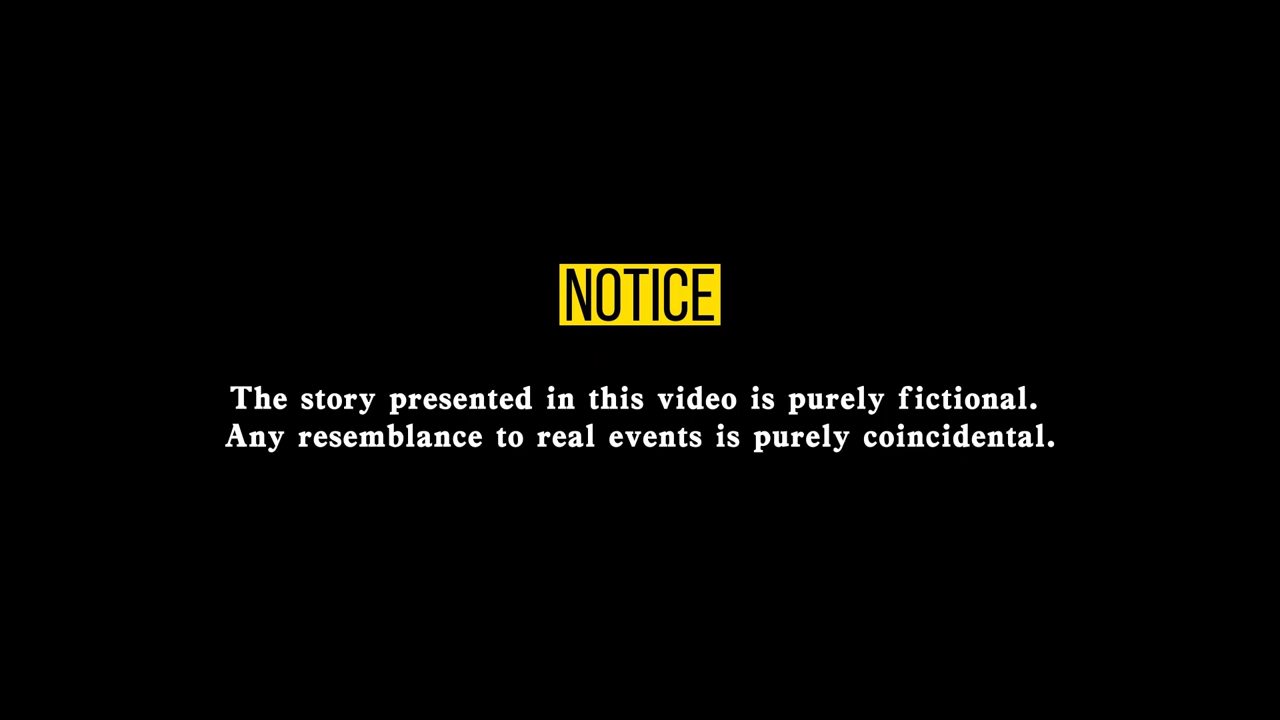 NOTICE
The story presented in this video is purely fictional.
Any resemblance to real events is purely coincidental.